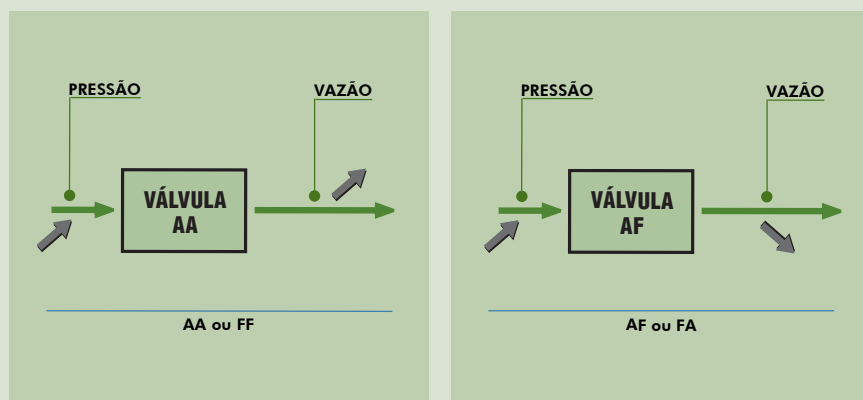 PRESSÃO
VAZÃO
VÁLVULA
AA
AA ou FF
PRESSÃO
VAZÃO
VÁLVULA
AF
AF ou FA